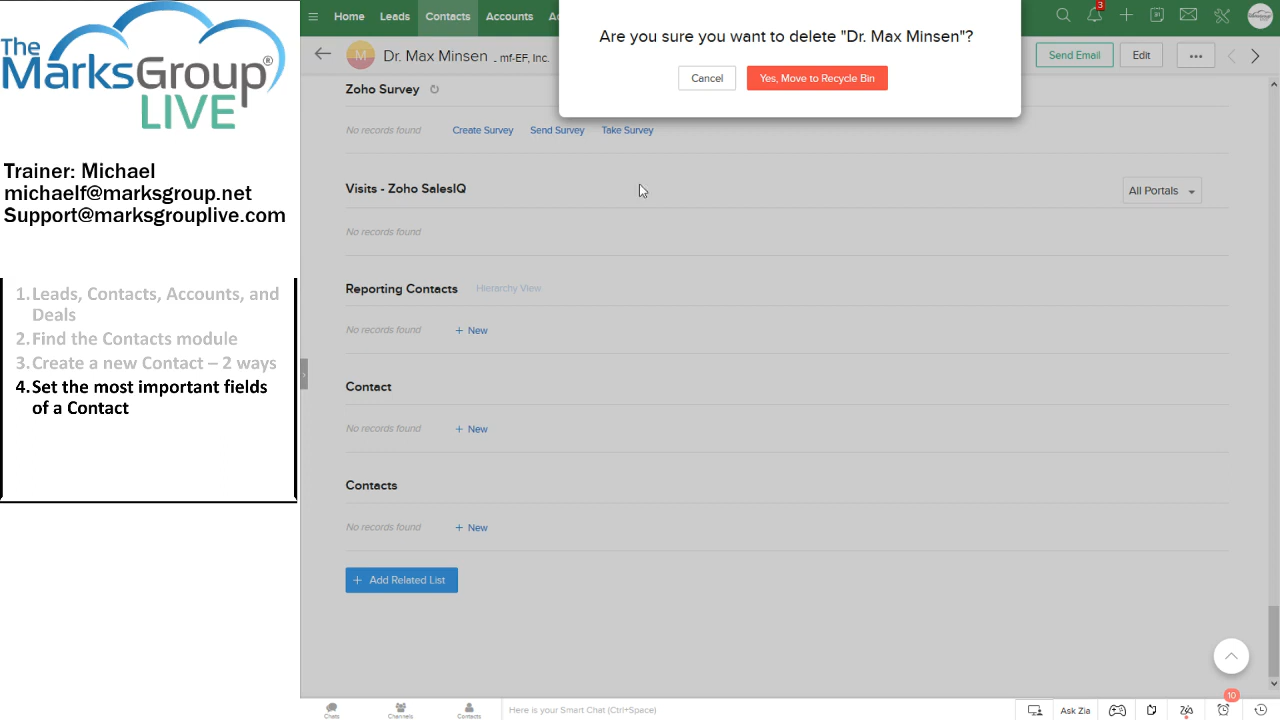 The
MarksGroup®
LIVE
Trainer: Michael
michaelf@marksgroup.net
Support@marksgrouplive.com
1. Leads, Contacts, Accounts, and
Deals
2. Find the Contacts module
3. Create a new Contact – 2 ways
4. Set the most important fields
of a Contact
Home Leads Contacts Accounts
3
31
M Dr. Max Minsen - mf-EF, Inc.
Send Email Edit
Are you sure you want to delete "Dr. Max Minsen"?
Cancel Yes, Move to Recycle Bin
Zoho Survey
No records found Create Survey Send Survey Take Survey
Visits - Zoho SalesIQ All Portals
No records found
Reporting Contacts Hierarchy View
No records found + New
Contact
No records found + New
Contacts
No records found + New
+ Add Related List
10
Chats Channels Contacts Here is your Smart Chat (Ctrl+Space) Ask Zia